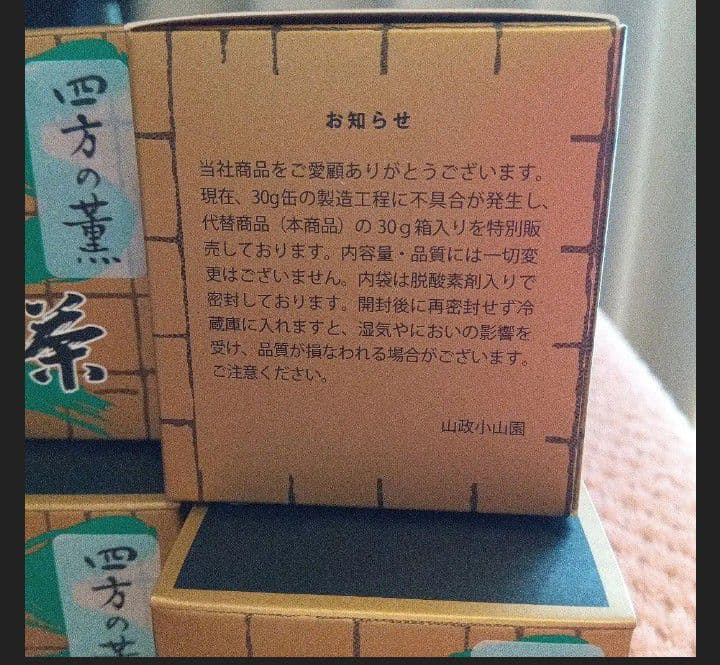 お知らせ
当社商品をご愛顧ありがとうございます。
現在、30g缶の製造工程に不具合が発生し、
代替商品（本商品）の30ｇ箱入りを特別販
売しております。内容量・品質には一切変
更はございません。内袋は脱酸素剤入りで
密封しております。開封後に再密封せず冷
蔵庫に入れますと、湿気やにおいの影響を
受け、品質が損なわれる場合がございます。
ご注意ください。
山政小山園
四方の薫
茶
四方の薫